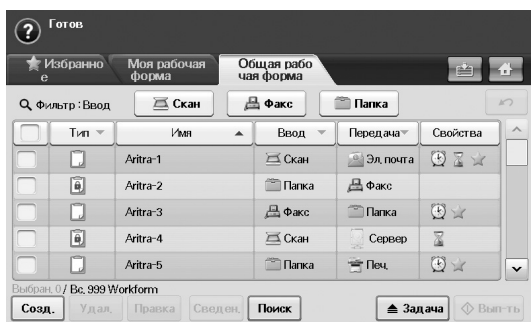 Готов
Избранно
е
Моя рабочая
форма
Общая рабо
чая форма
Фильтр : Ввод Скан Факс Папка
Тип Имя Ввод Передача Свойства
Aritra-1 Скан Эл. почта
Aritra-2 Папка Факс
Aritra-3 Факс Папка
Aritra-4 Скан Сервер
Aritra-5 Папка Печ.
Выбран. 0 / Вс. 999 Workform
Созд. Удал. Правка Сведен. Поиск Задача Вып-ть